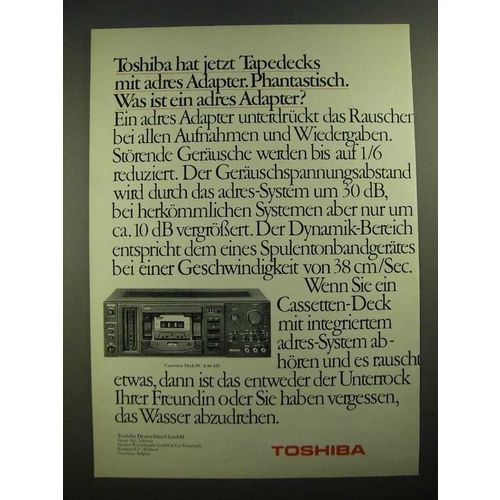 Toshiba hat jetzt Tapedecks
mit adres Adapter. Phantastisch.
Was ist ein adres Adapter?
Ein adres Adapter unterdrückt das Rauschen
bei allen Aufnahmen und Wiedergaben.
Störende Geräusche werden bis auf 1/6
reduziert. Der Geräuschspannungsabstand
wird durch das adres-System um 30 dB,
bei herkömmlichen Systemen aber nur um
ca. 10 dB vergrößert. Der Dynamik-Bereich
entspricht dem eines Spulentonbandgerätes
bei einer Geschwindigkeit von 38 cm/Sec.
Wenn Sie ein
Cassetten-Deck
mit integriertem
adres-System ab-
hören und es rauscht
etwas, dann ist das entweder der Unterrock
Ihrer Freundin oder Sie haben vergessen,
das Wasser abzudrehen.
Cassetten-Deck PC X 60 AD
Toshiba Deutschland GmbH
TOSHIBA